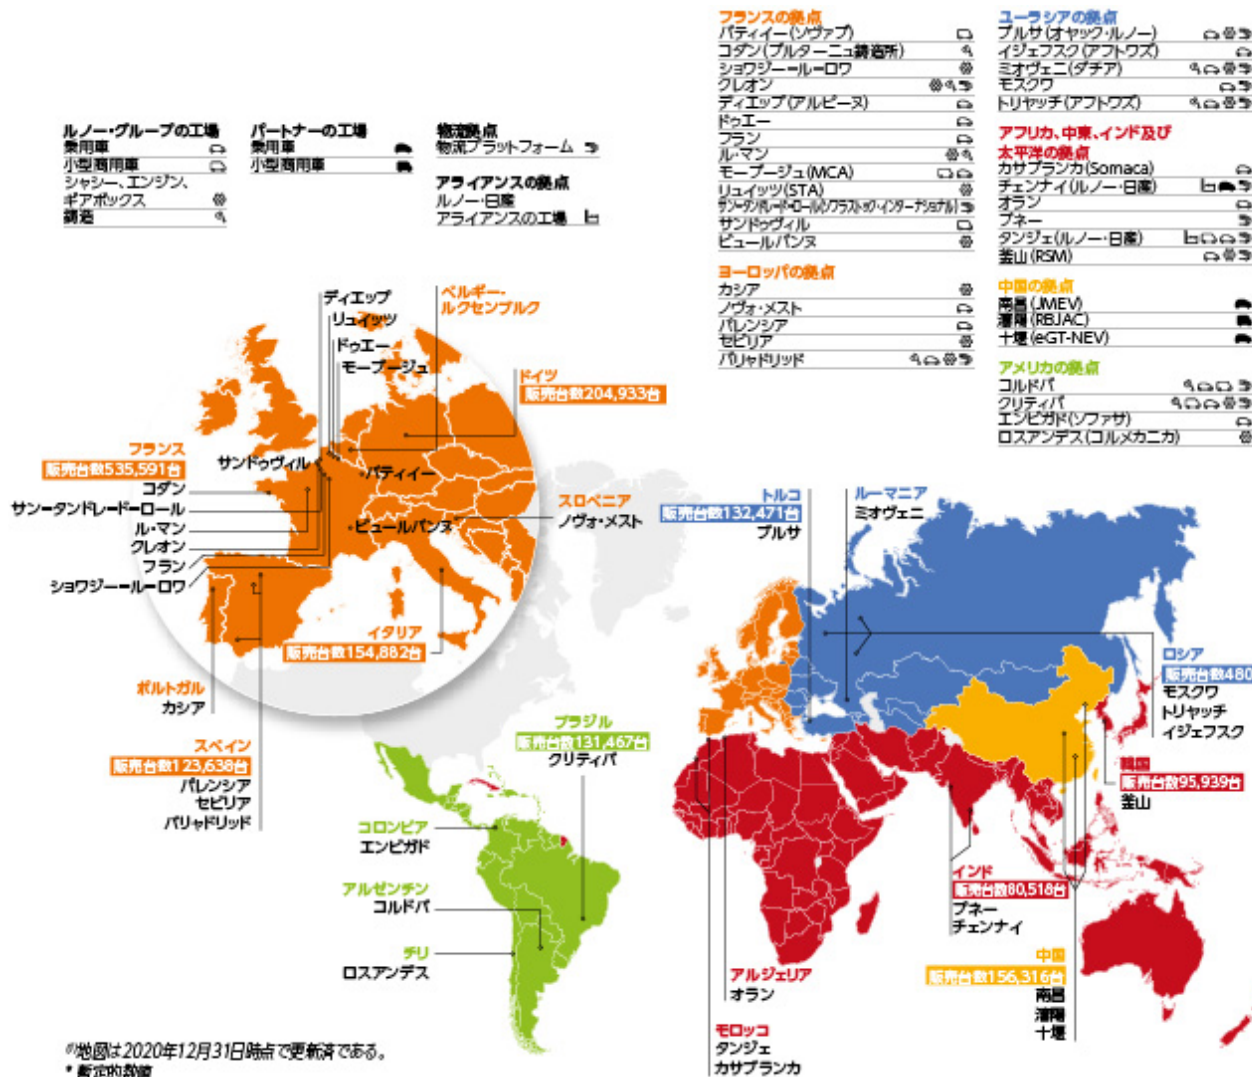 ルノー・グループの工場
乗用車
小型商用車
シャシー、エンジン、
ギアボックス
鋳造
パートナーの工場
乗用車
小型商用車
物流拠点
物流プラットフォーム
アライアンスの拠点
ルノー・日産
アライアンスの工場
フランスの拠点
バティイー(ソヴァブ)
コダン(ブルターニュ鋳造所)
ショワジー=ル=ロワ
クレオン
ディエップ(アルピーヌ)
ドゥエー
フラン
ル・マン
モーブージュ(MCA)
リュイッツ(STA)
サンドゥヴィル
ビュールバンヌ
ヨーロッパの拠点
カシア
ノヴォ・メスト
パレンシア
セビリア
バリャドリッド
ユーラシアの拠点
ブルサ(オヤック・ルノー)
イジェフスク(アフトワズ)
ミオヴェニ(ダチア)
モスクワ
トリヤッチ(アフトワズ)
アフリカ、中東、インド及び
太平洋の拠点
カサブランカ(Somaca)
チェンナイ(ルノー・日産)
オラン
プネー
タンジェ(ルノー・日産)
釜山(RSM)
中国の拠点
南昌(JMEV)
瀋陽(RBJAC)
十堰(eGT-NEV)
アメリカの拠点
コルドバ
クリティバ
エンビガド(ソファサ)
ロスアンデス(コルメカニカ)
ディエップ
リュイッツ
ドゥエー
モーブージュ
ベルギー-
ルクセンブルク
ドイツ
販売台数204,933台
フランス
販売台数535,591台
サンドゥヴィル
バティイー
コダン
サン=タンドレ=ド=ロール
ル・マン
クレオン
フラン
ショワジー=ル=ロワ
ビュールバンヌ
スロベニア
ノヴォ・メスト
イタリア
販売台数154,882台
ポルトガル
カシア
スペイン
販売台数123,638台
パレンシア
セビリア
バリャドリッド
ブラジル
販売台数131,467台
クリティバ
コロンビア
エンビガド
アルゼンチン
コルドバ
チリ
ロスアンデス
トルコ
販売台数132,471台
ブルサ
ルーマニア
ミオヴェニ
ロシア
販売台数480
モスクワ
トリヤッチ
イジェフスク
韓国
販売台数95,939台
釜山
インド
販売台数80,518台
プネー
チェンナイ
中国
販売台数156,316台
南昌
瀋陽
十堰
アルジェリア
オラン
モロッコ
タンジェ
カサブランカ
地図は2020年12月31日時点で更新済である。
* 暫定的数値